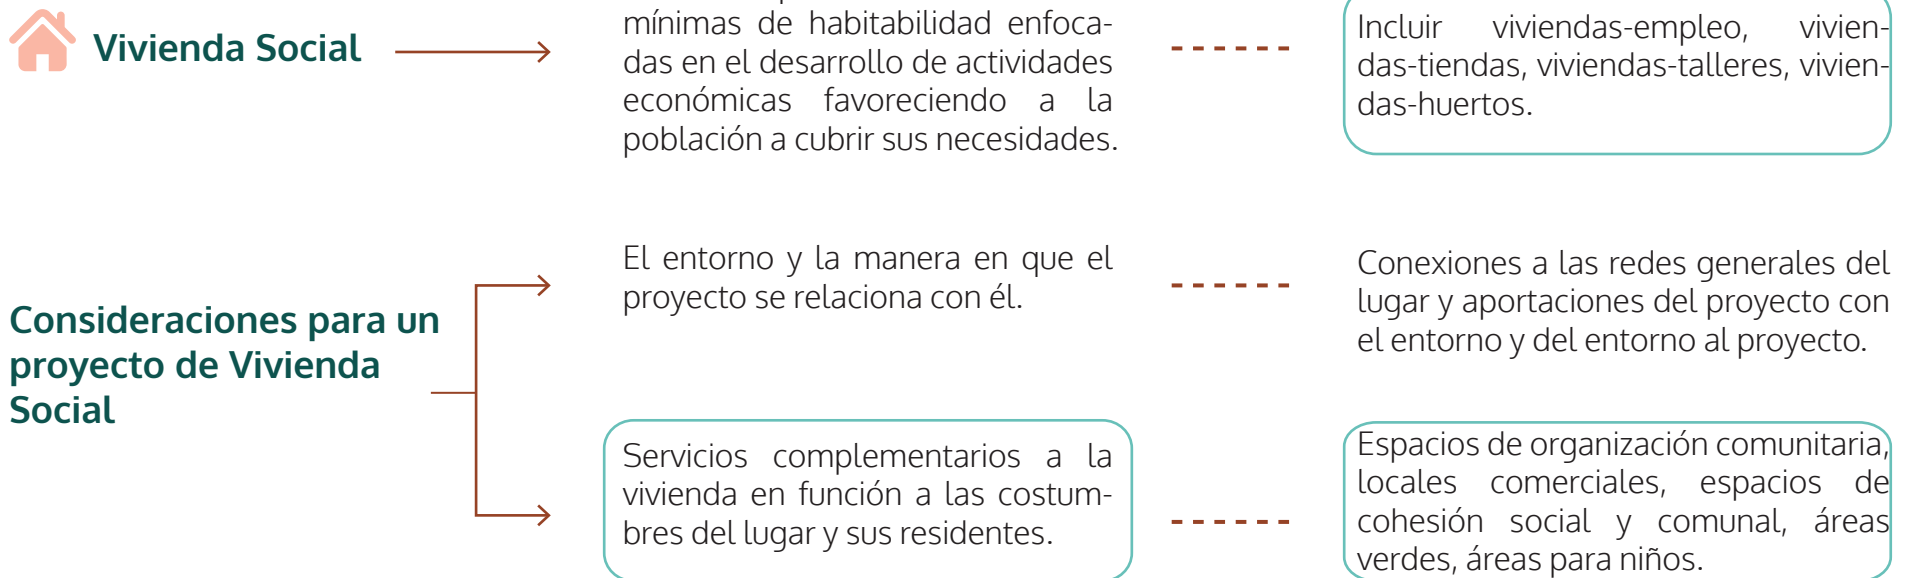 Vivienda Social
mínimas de habitabilidad enfoca-
das en el desarrollo de actividades
económicas favoreciendo a la
población a cubrir sus necesidades.
Incluir viviendas-empleo, vivien-
das-tiendas, viviendas-talleres, vivien-
das-huertos.
Consideraciones para un
proyecto de Vivienda
Social
El entorno y la manera en que el
proyecto se relaciona con él.
Conexiones a las redes generales del
lugar y aportaciones del proyecto con
el entorno y del entorno al proyecto.
Servicios complementarios a la
vivienda en función a las costum-
bres del lugar y sus residentes.
Espacios de organización comunitaria,
locales comerciales, espacios de
cohesión social y comunal, áreas
verdes, áreas para niños.